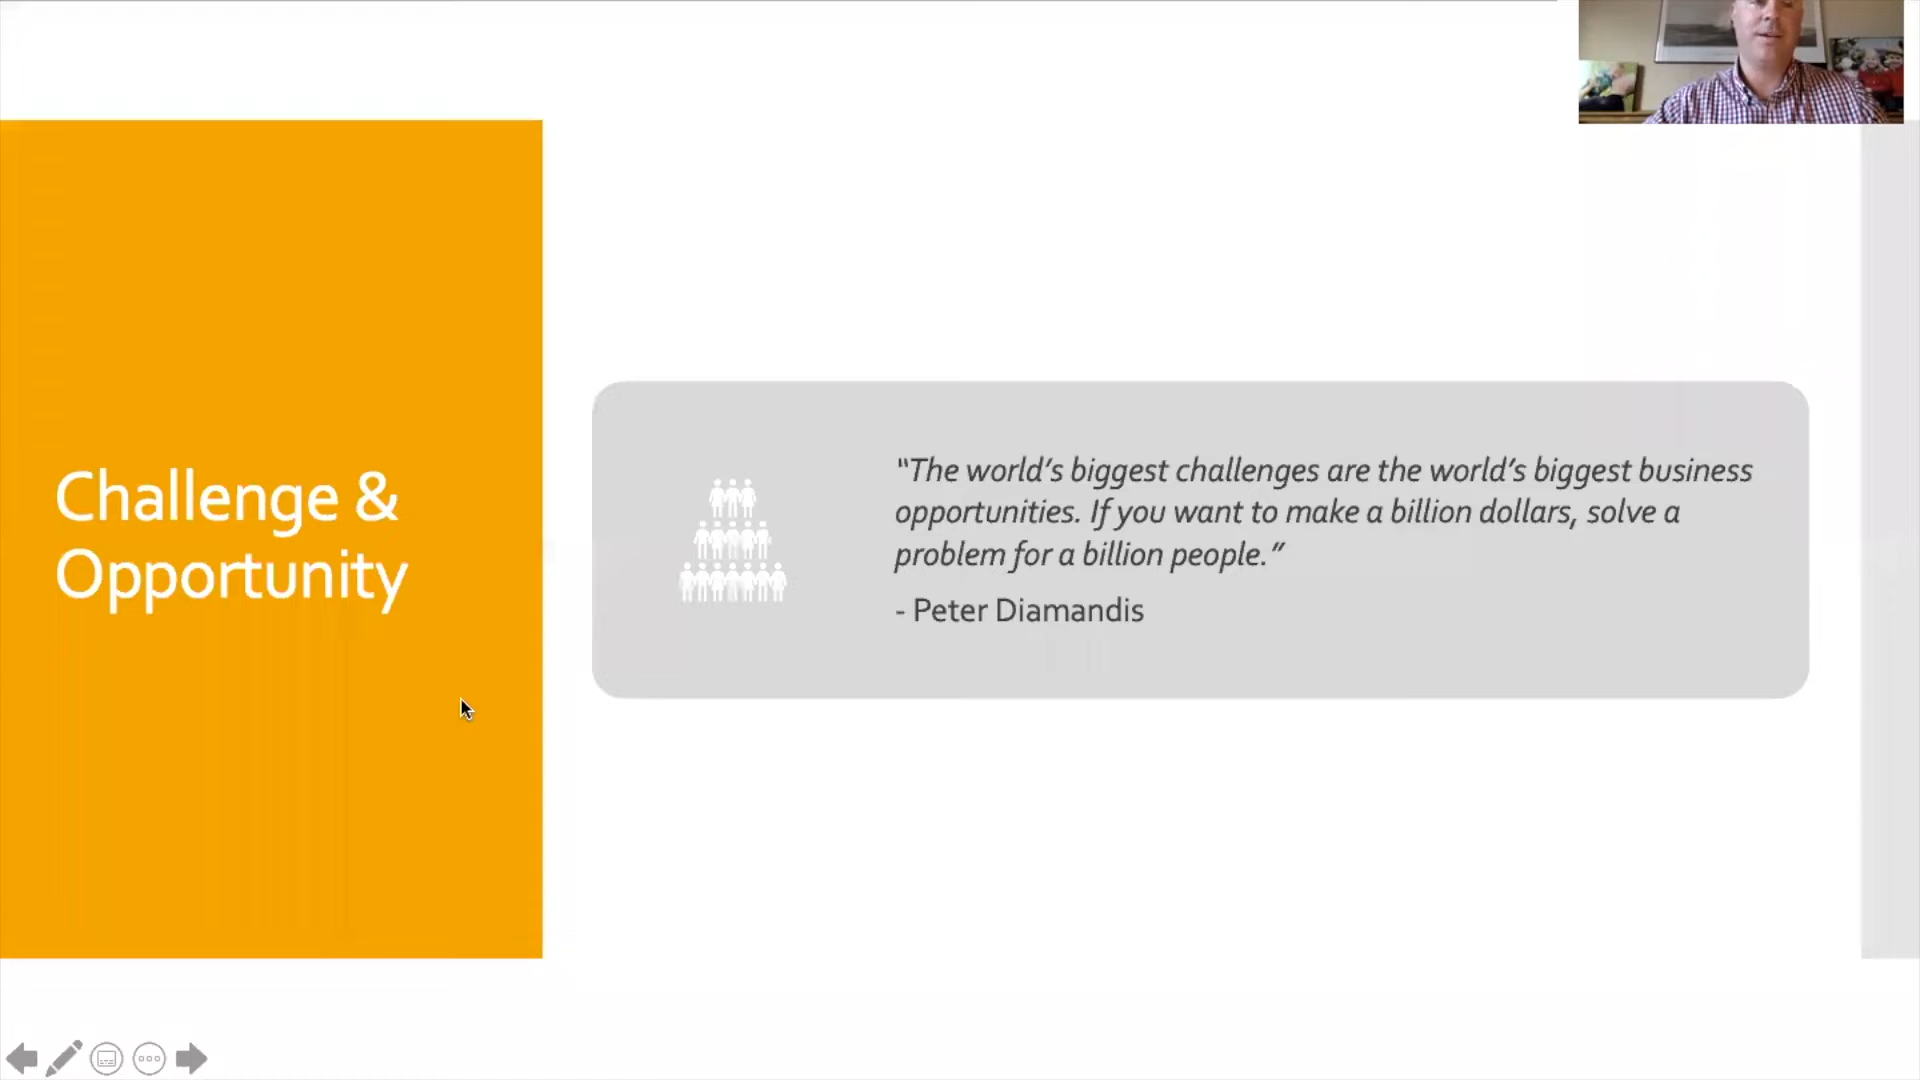 Challenge &
Opportunity
“The world’s biggest challenges are the world’s biggest business
opportunities. If you want to make a billion dollars, solve a
problem for a billion people.”
- Peter Diamandis